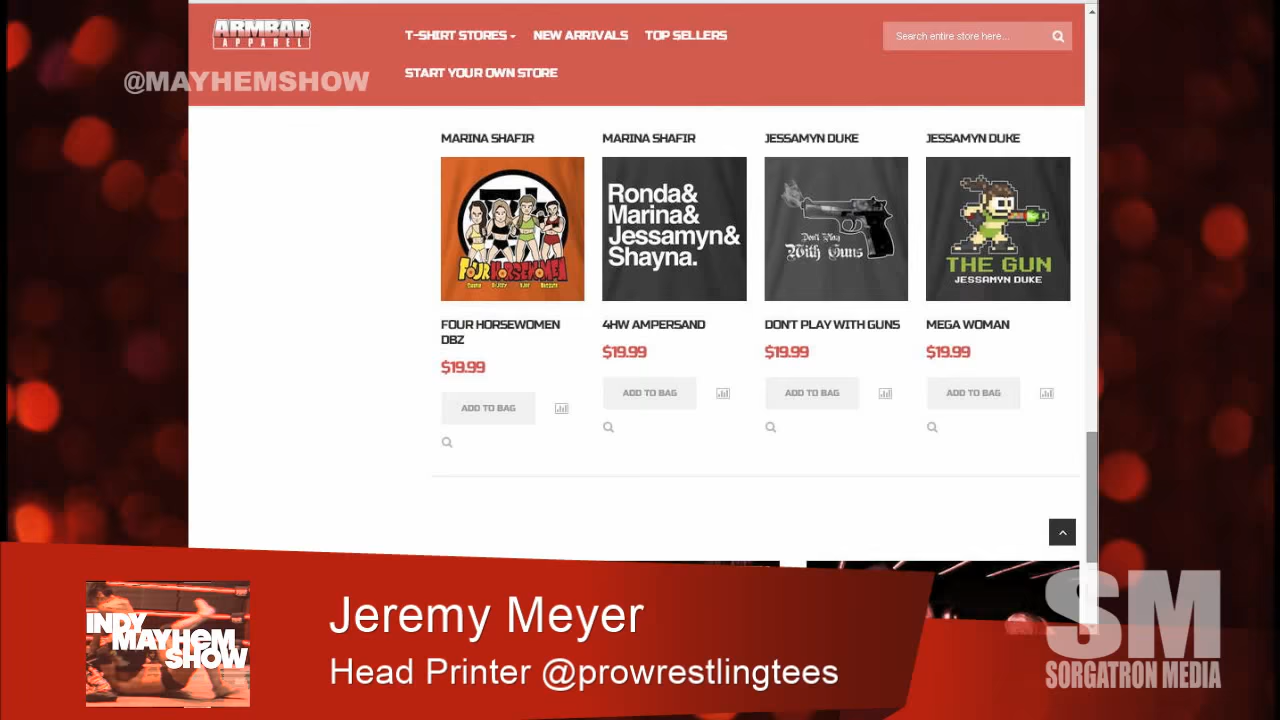 ARMBAR
APPAREL
T-SHIRT STORES
NEW ARRIVALS
TOP SELLERS
Search entire store here...
START YOUR OWN STORE
@MAYHEMSHOW
MARINA SHAFIR
MARINA SHAFIR
JESSAMYN DUKE
JESSAMYN DUKE
FOUR HORSEWOMEN
Ronda&
Marina&
Jessamyn&
Shayna.
Don't Play
With Guns
THE GUN
JESSAMYN DUKE
FOUR HORSEWOMEN
DBZ
$19.99
ADD TO BAG
4HW AMPERSAND
$19.99
ADD TO BAG
DON'T PLAY WITH GUNS
$19.99
ADD TO BAG
MEGA WOMAN
$19.99
ADD TO BAG
INDY
MAYHEM
SHOW
Jeremy Meyer
Head Printer @prowrestlingtees
SM
SORGATRON MEDIA